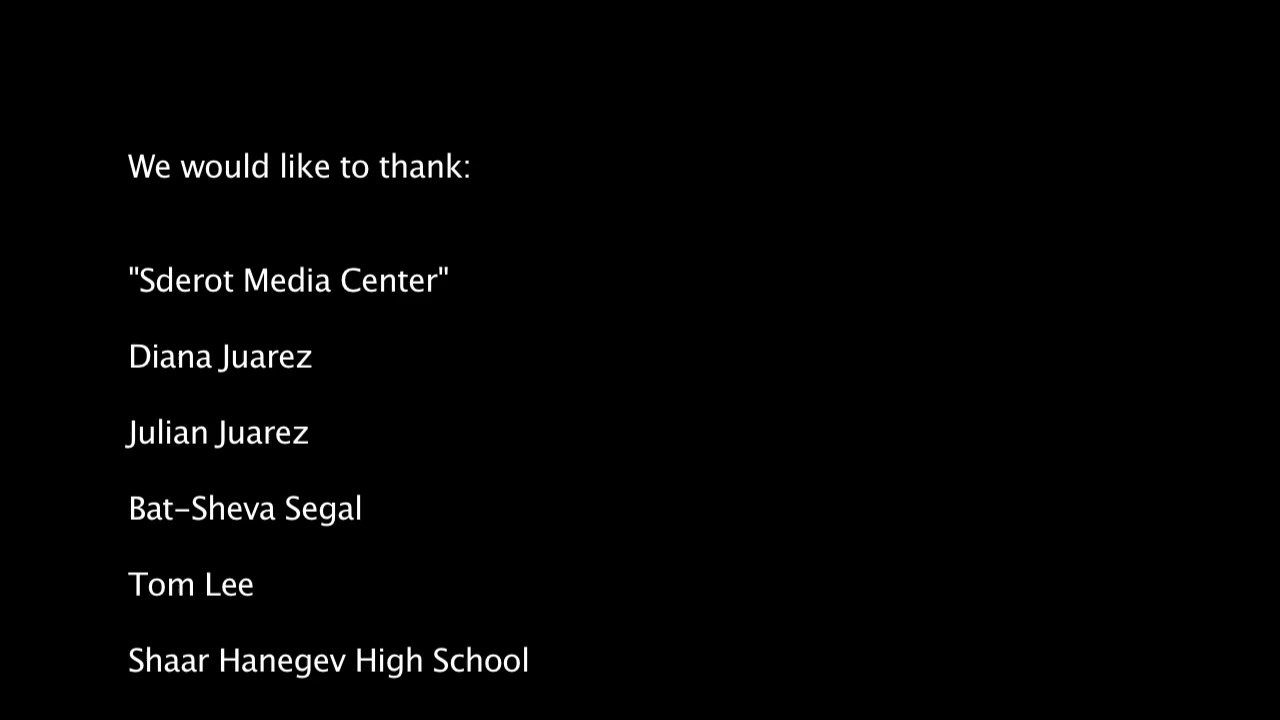 We would like to thank:
"Sderot Media Center"
Diana Juarez
Julian Juarez
Bat-Sheva Segal
Tom Lee
Shaar Hanegev High School